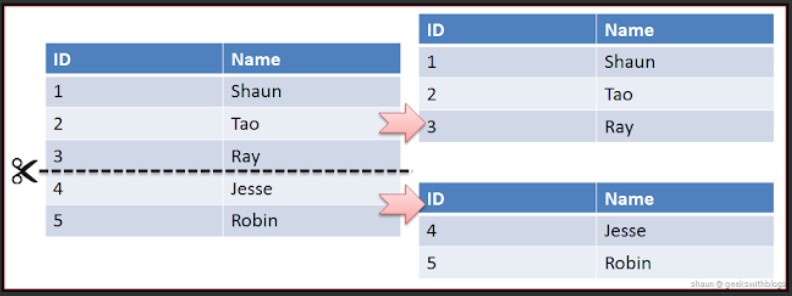 ID Name
1 Shaun
2 Tao
3 Ray
4 Jesse
5 Robin
ID Name
1 Shaun
2 Tao
3 Ray
ID Name
4 Jesse
5 Robin
shaun @ geekswithblogs